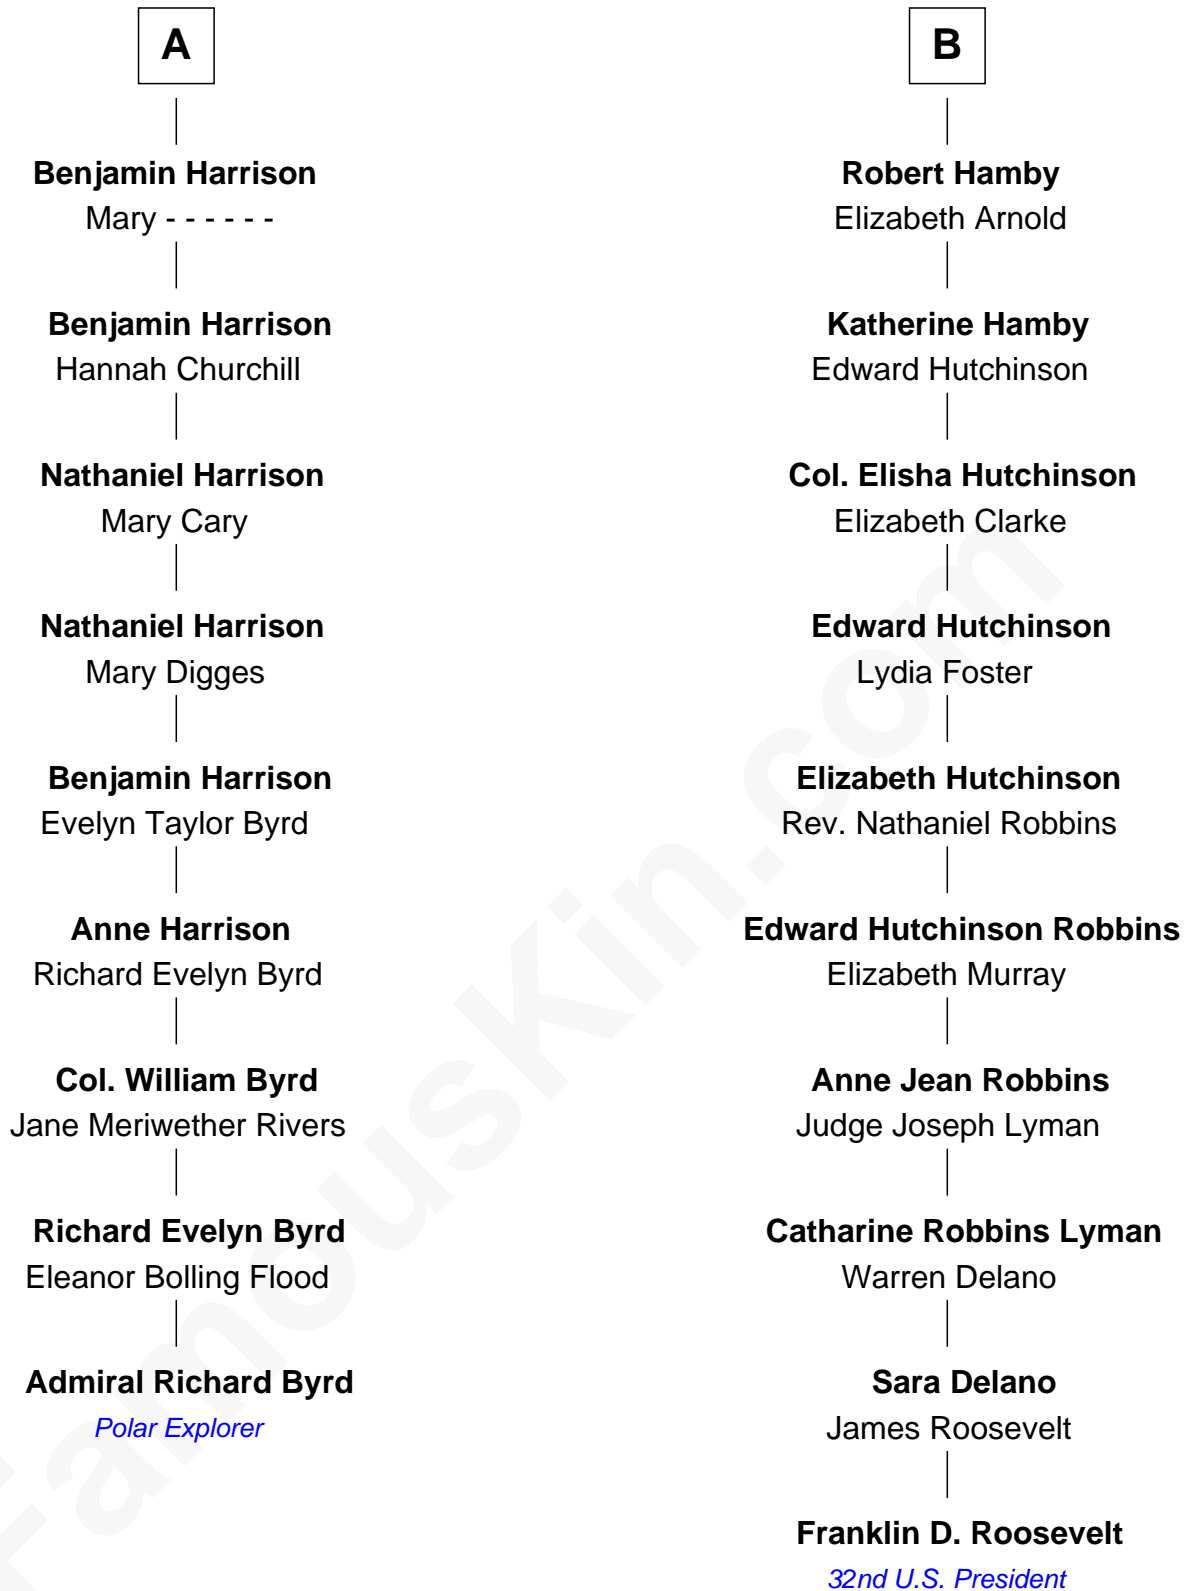 A
Benjamin Harrison
Mary - - - - - -
Benjamin Harrison
Hannah Churchill
Nathaniel Harrison
Mary Cary
Nathaniel Harrison
Mary Digges
Benjamin Harrison
Evelyn Taylor Byrd
Anne Harrison
Richard Evelyn Byrd
Col. William Byrd
Jane Meriwether Rivers
Richard Evelyn Byrd
Eleanor Bolling Flood
Admiral Richard Byrd
Polar Explorer
B
Robert Hamby
Elizabeth Arnold
Katherine Hamby
Edward Hutchinson
Col. Elisha Hutchinson
Elizabeth Clarke
Edward Hutchinson
Lydia Foster
Elizabeth Hutchinson
Rev. Nathaniel Robbins
Edward Hutchinson Robbins
Elizabeth Murray
Anne Jean Robbins
Judge Joseph Lyman
Catharine Robbins Lyman
Warren Delano
Sara Delano
James Roosevelt
Franklin D. Roosevelt
32nd U.S. President
FamousKin.com